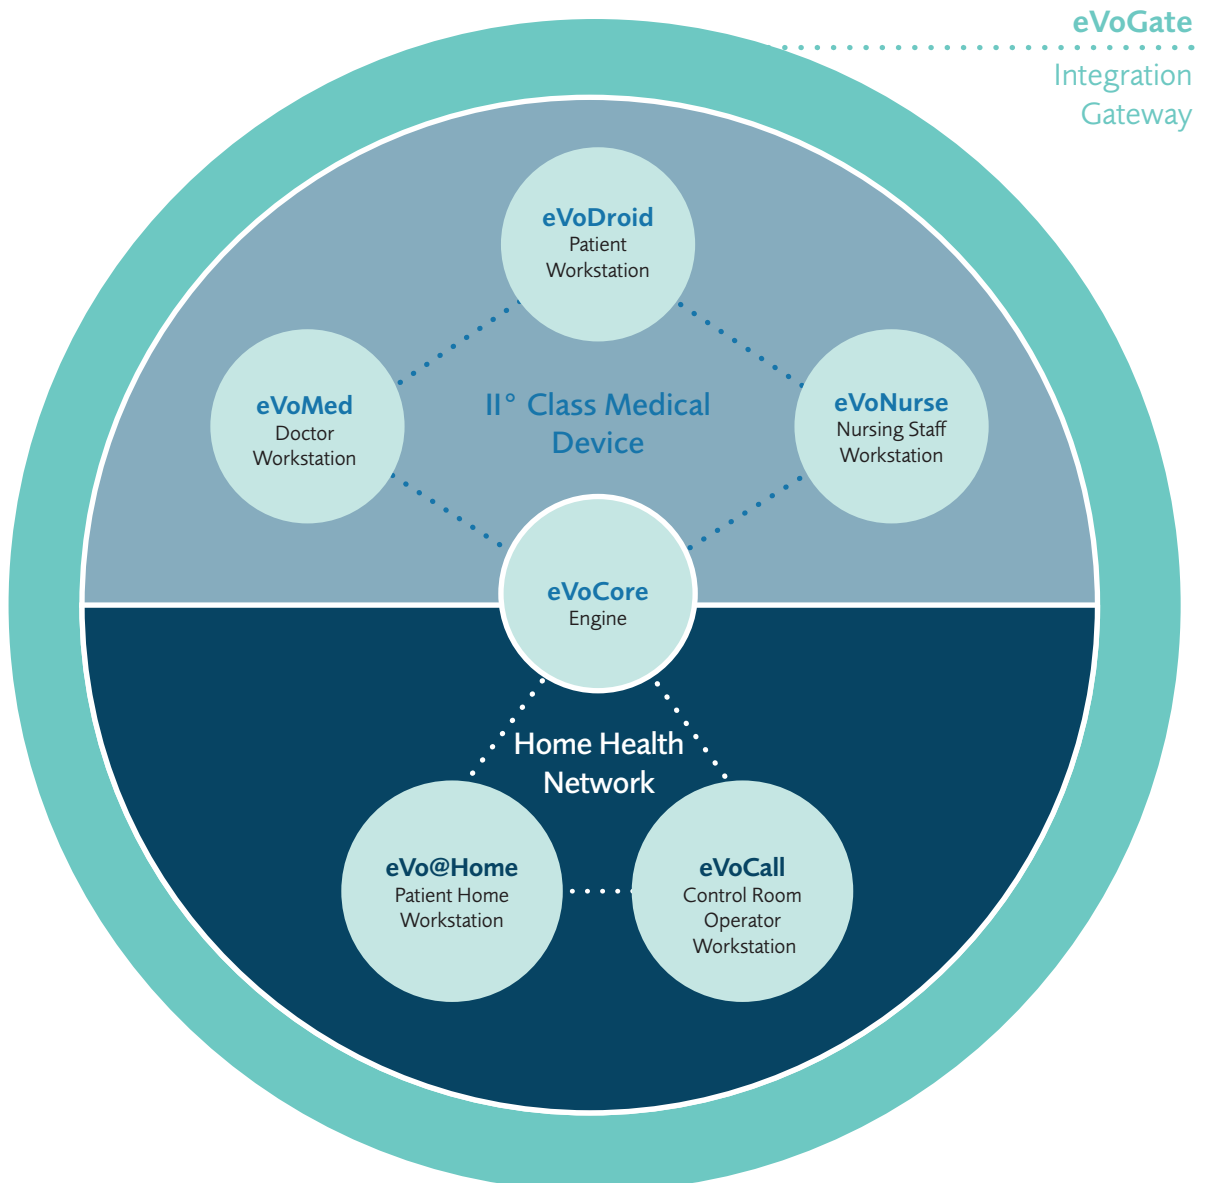 eVoGate
Integration
Gateway
eVoDroid
Patient
Workstation
eVoMed
Doctor
Workstation
II° Class Medical
Device
eVoNurse
Nursing Staff
Workstation
eVoCore
Engine
Home Health
Network
eVo@Home
Patient Home
Workstation
eVoCall
Control Room
Operator
Workstation